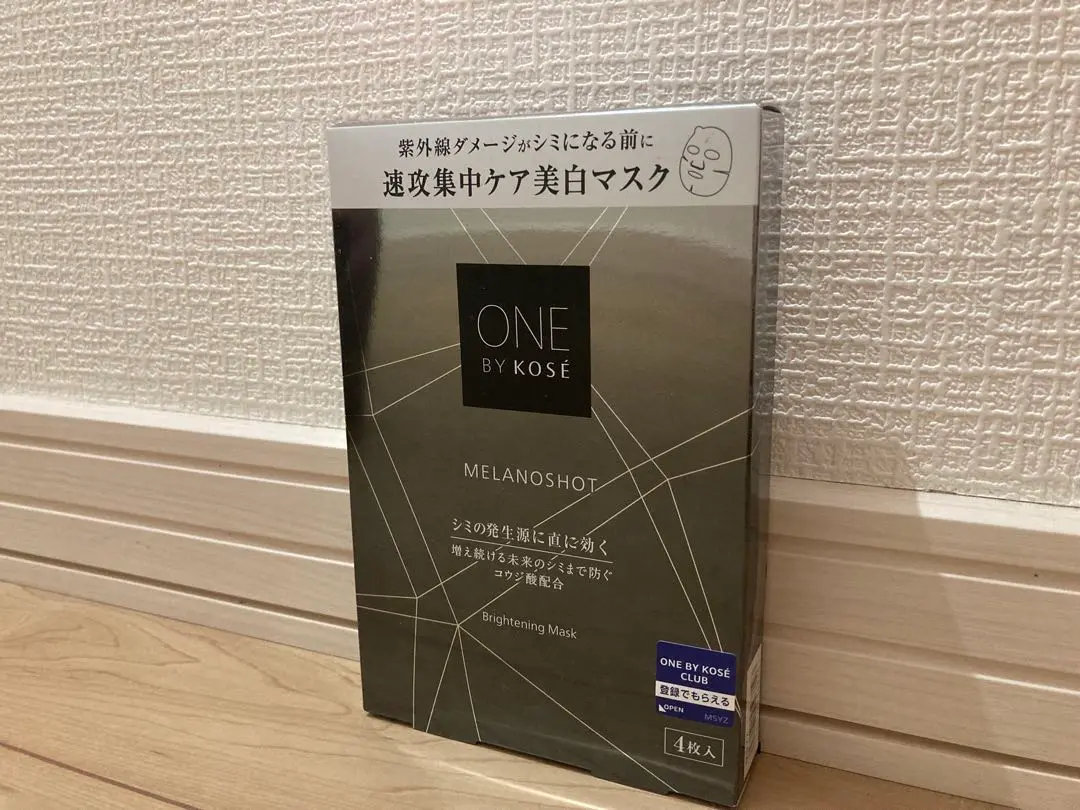 紫外線ダメージがシミになる前に
速攻集中ケア美白マスク
ONE
BY KOSÉ
MELANOSHOT
シミの発生源に直に効く
増え続ける未来のシミまで防ぐ
コウジ酸配合
Brightening Mask
ONE BY KOSÉ
CLUB
登録でもらえる
OPEN
MSYZ
4枚入